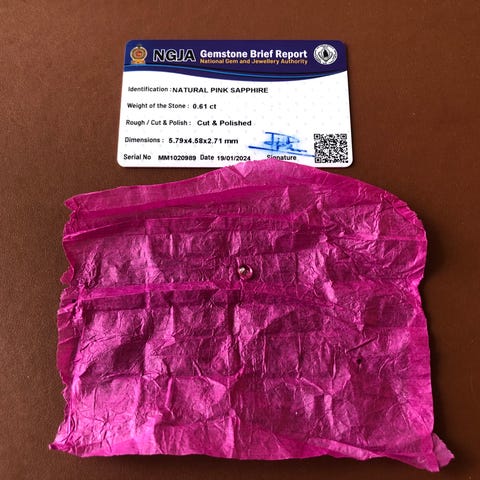 NGJA Gemstone Brief Report
National Gem and Jewellery Authority
Identification : NATURAL PINK SAPPHIRE
Weight of the Stone : 0.61 ct
Rough / Cut & Polish : Cut & Polished
Dimensions : 5.79x4.58x2.71 mm
Serial No MM1020989 Date 19/01/2024 Signature